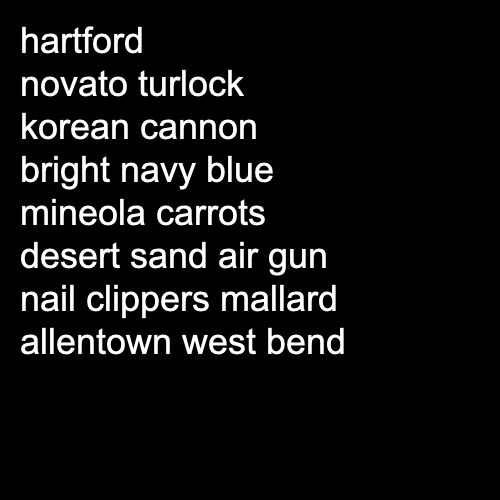 hartford
novato turlock
korean cannon
bright navy blue
mineola carrots
desert sand air gun
nail clippers mallard
allentown west bend